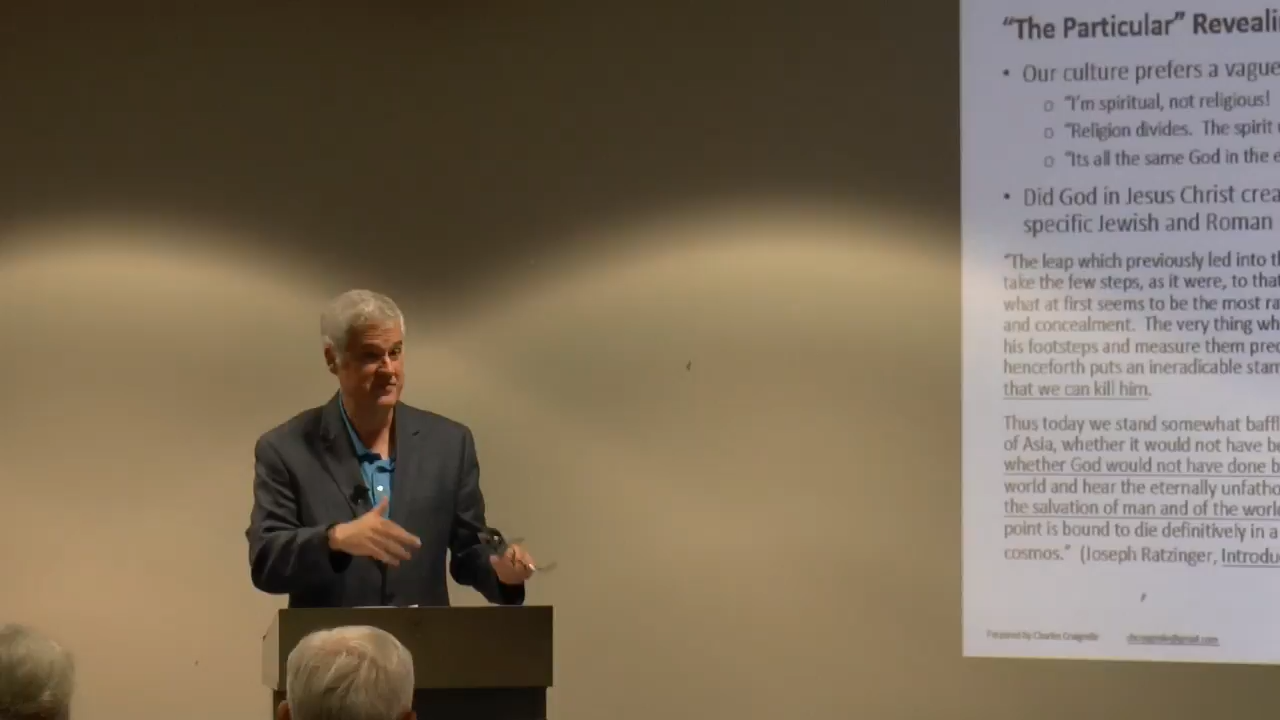 “The Particular” Reveali
• Our culture prefers a vague
o “I’m spiritual, not religious!
o “Religion divides. The spirit
o “Its all the same God in the e
• Did God in Jesus Christ crea
specific Jewish and Roman
“The leap which previously led into th
take the few steps, as it were, to that
what at first seems to be the most ra
and concealment. The very thing wh
his footsteps and measure them prec
henceforth puts an ineradicable stam
that we can kill him.
Thus today we stand somewhat baffl
of Asia, whether it would not have be
whether God would not have done b
world and hear the eternally unfatho
the salvation of man and of the world
point is bound to die definitively in a
cosmos.” (Joseph Ratzinger, Introdu
Prepared by Charles